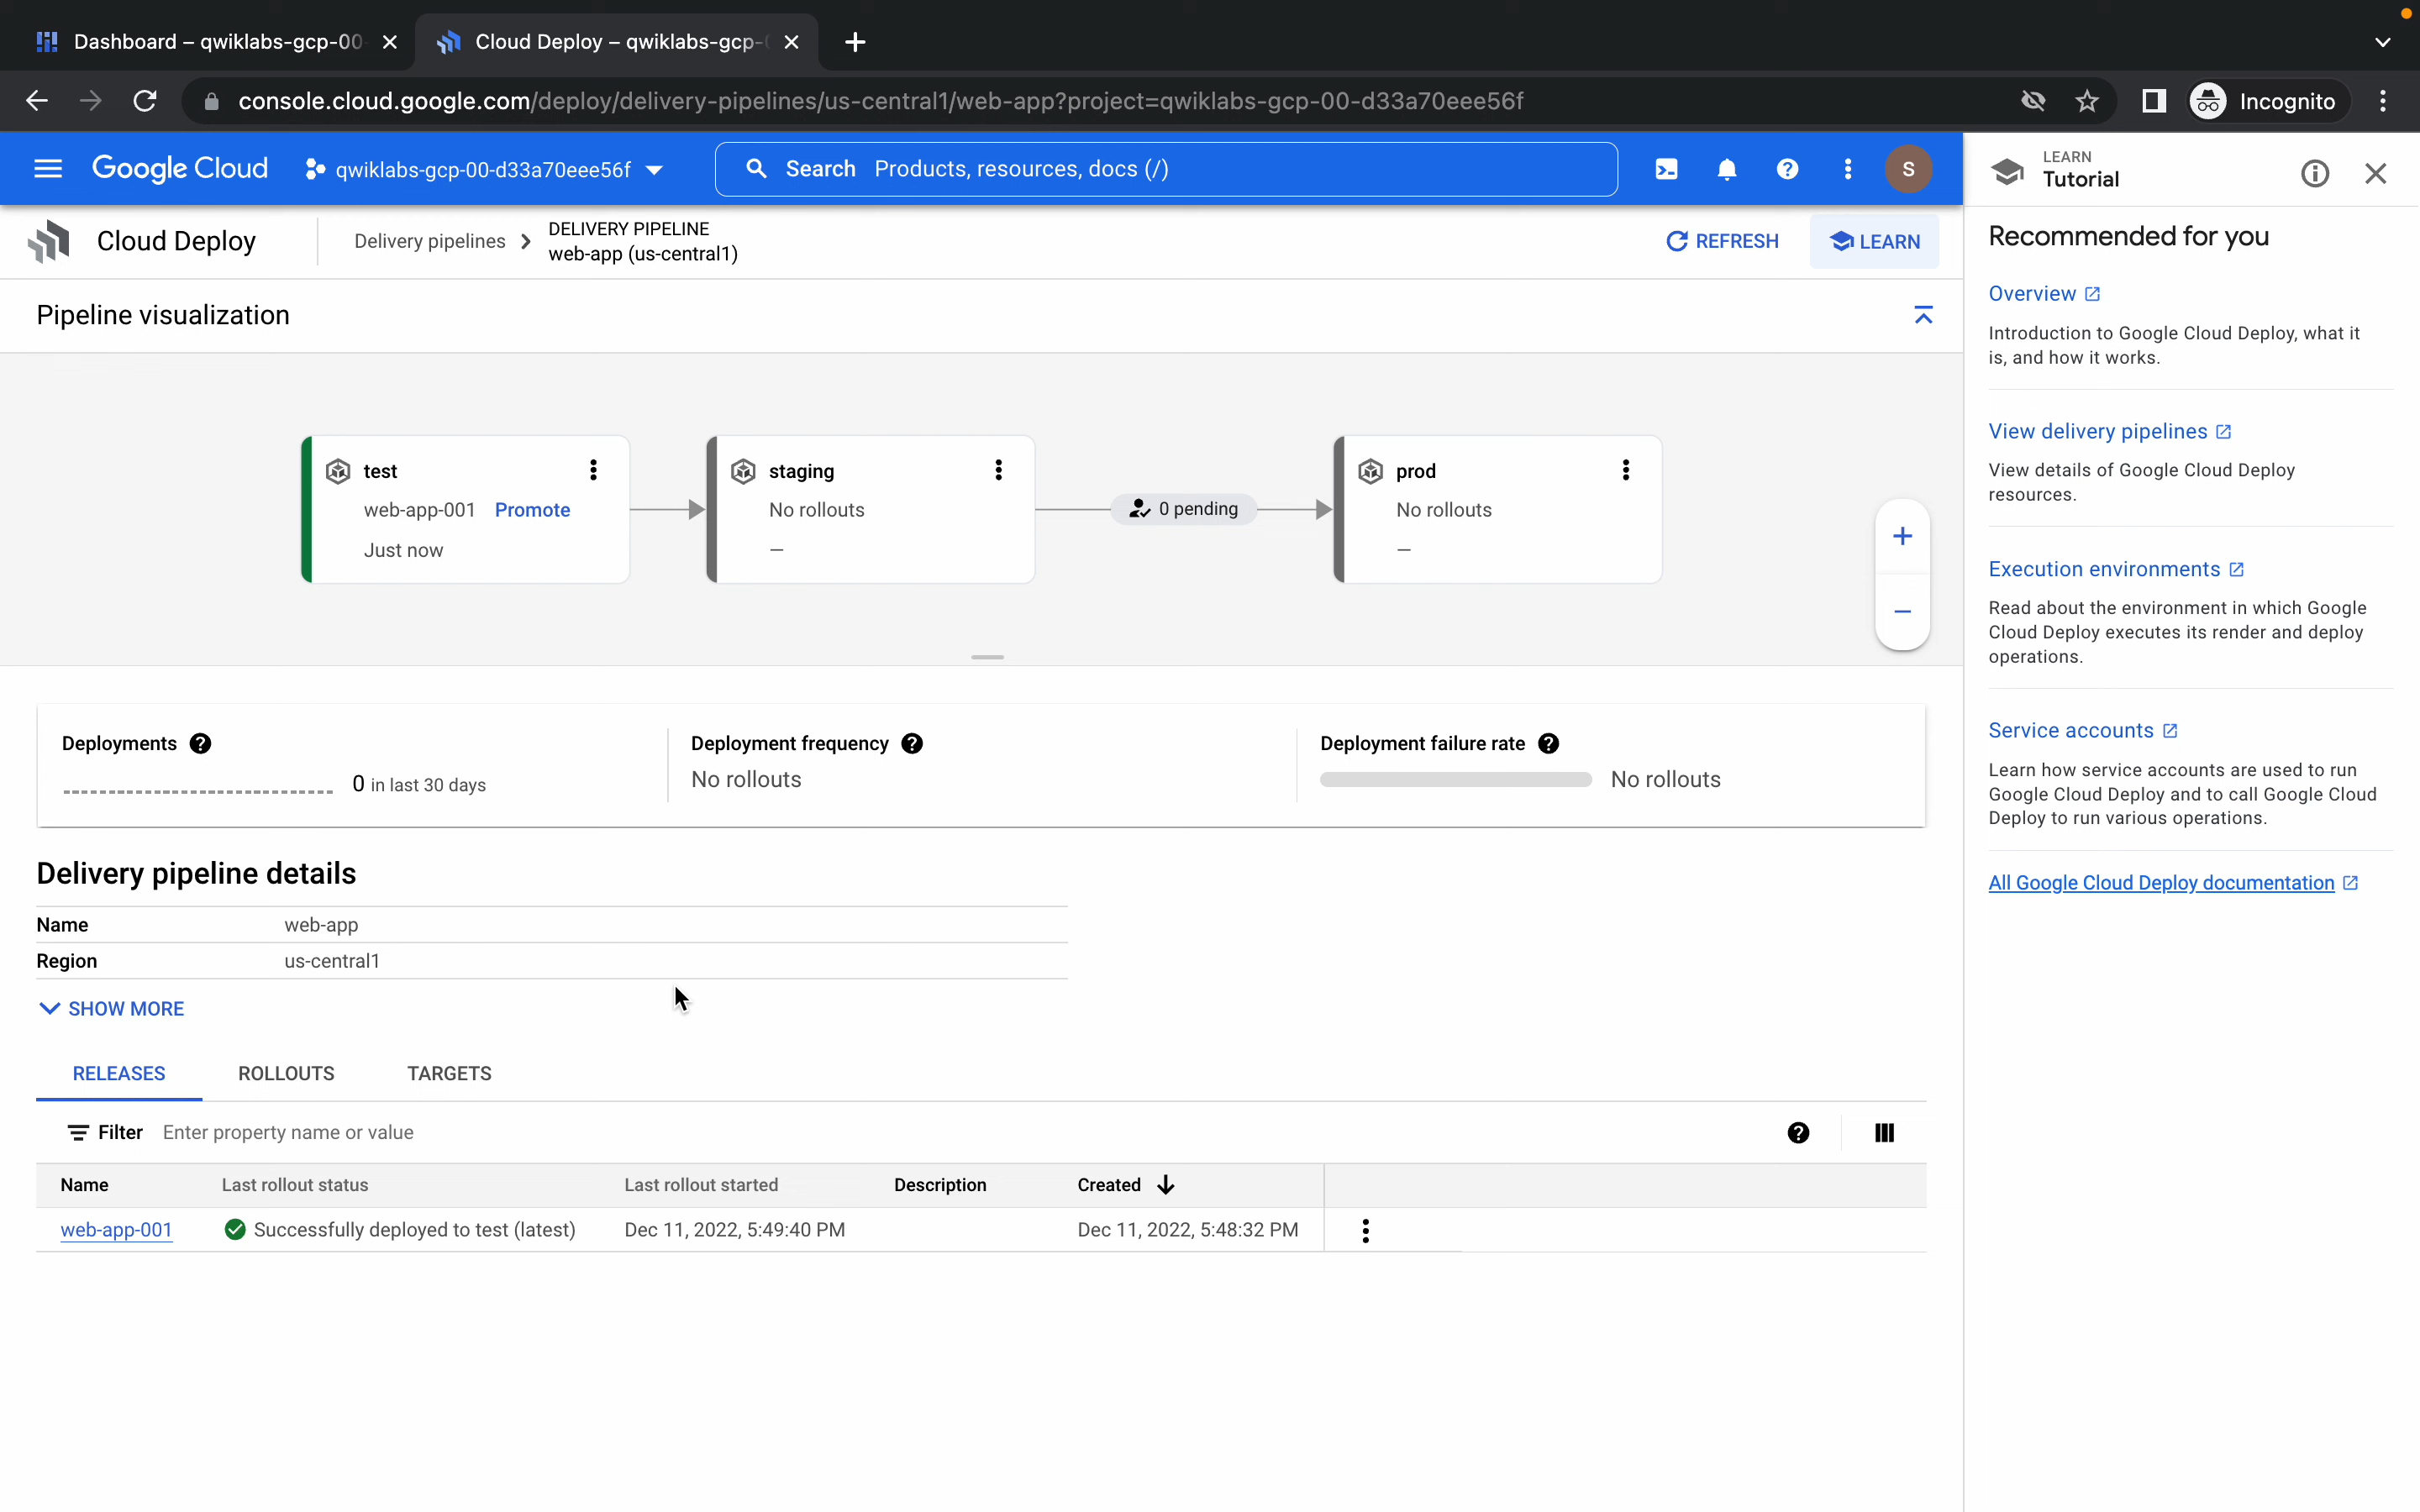 Dashboard – qwiklabs-gcp-00
Cloud Deploy – qwiklabs-gcp-
console.cloud.google.com/deploy/delivery-pipelines/us-central1/web-app?project=qwiklabs-gcp-00-d33a70eee56f
Incognito
Google Cloud
qwiklabs-gcp-00-d33a70eee56f
Search Products, resources, docs (/)
S
LEARN
Tutorial
Cloud Deploy
Delivery pipelines
DELIVERY PIPELINE
web-app (us-central1)
REFRESH
LEARN
Pipeline visualization
test
web-app-001 Promote
Just now
staging
No rollouts
–
0 pending
prod
No rollouts
–
Deployments
0 in last 30 days
Deployment frequency
No rollouts
Deployment failure rate
No rollouts
Delivery pipeline details
Name web-app
Region us-central1
SHOW MORE
RELEASES ROLLOUTS TARGETS
Filter Enter property name or value
Name Last rollout status Last rollout started Description Created
web-app-001 Successfully deployed to test (latest) Dec 11, 2022, 5:49:40 PM Dec 11, 2022, 5:48:32 PM
Recommended for you
Overview
Introduction to Google Cloud Deploy, what it
is, and how it works.
View delivery pipelines
View details of Google Cloud Deploy
resources.
Execution environments
Read about the environment in which Google
Cloud Deploy executes its render and deploy
operations.
Service accounts
Learn how service accounts are used to run
Google Cloud Deploy and to call Google Cloud
Deploy to run various operations.
All Google Cloud Deploy documentation